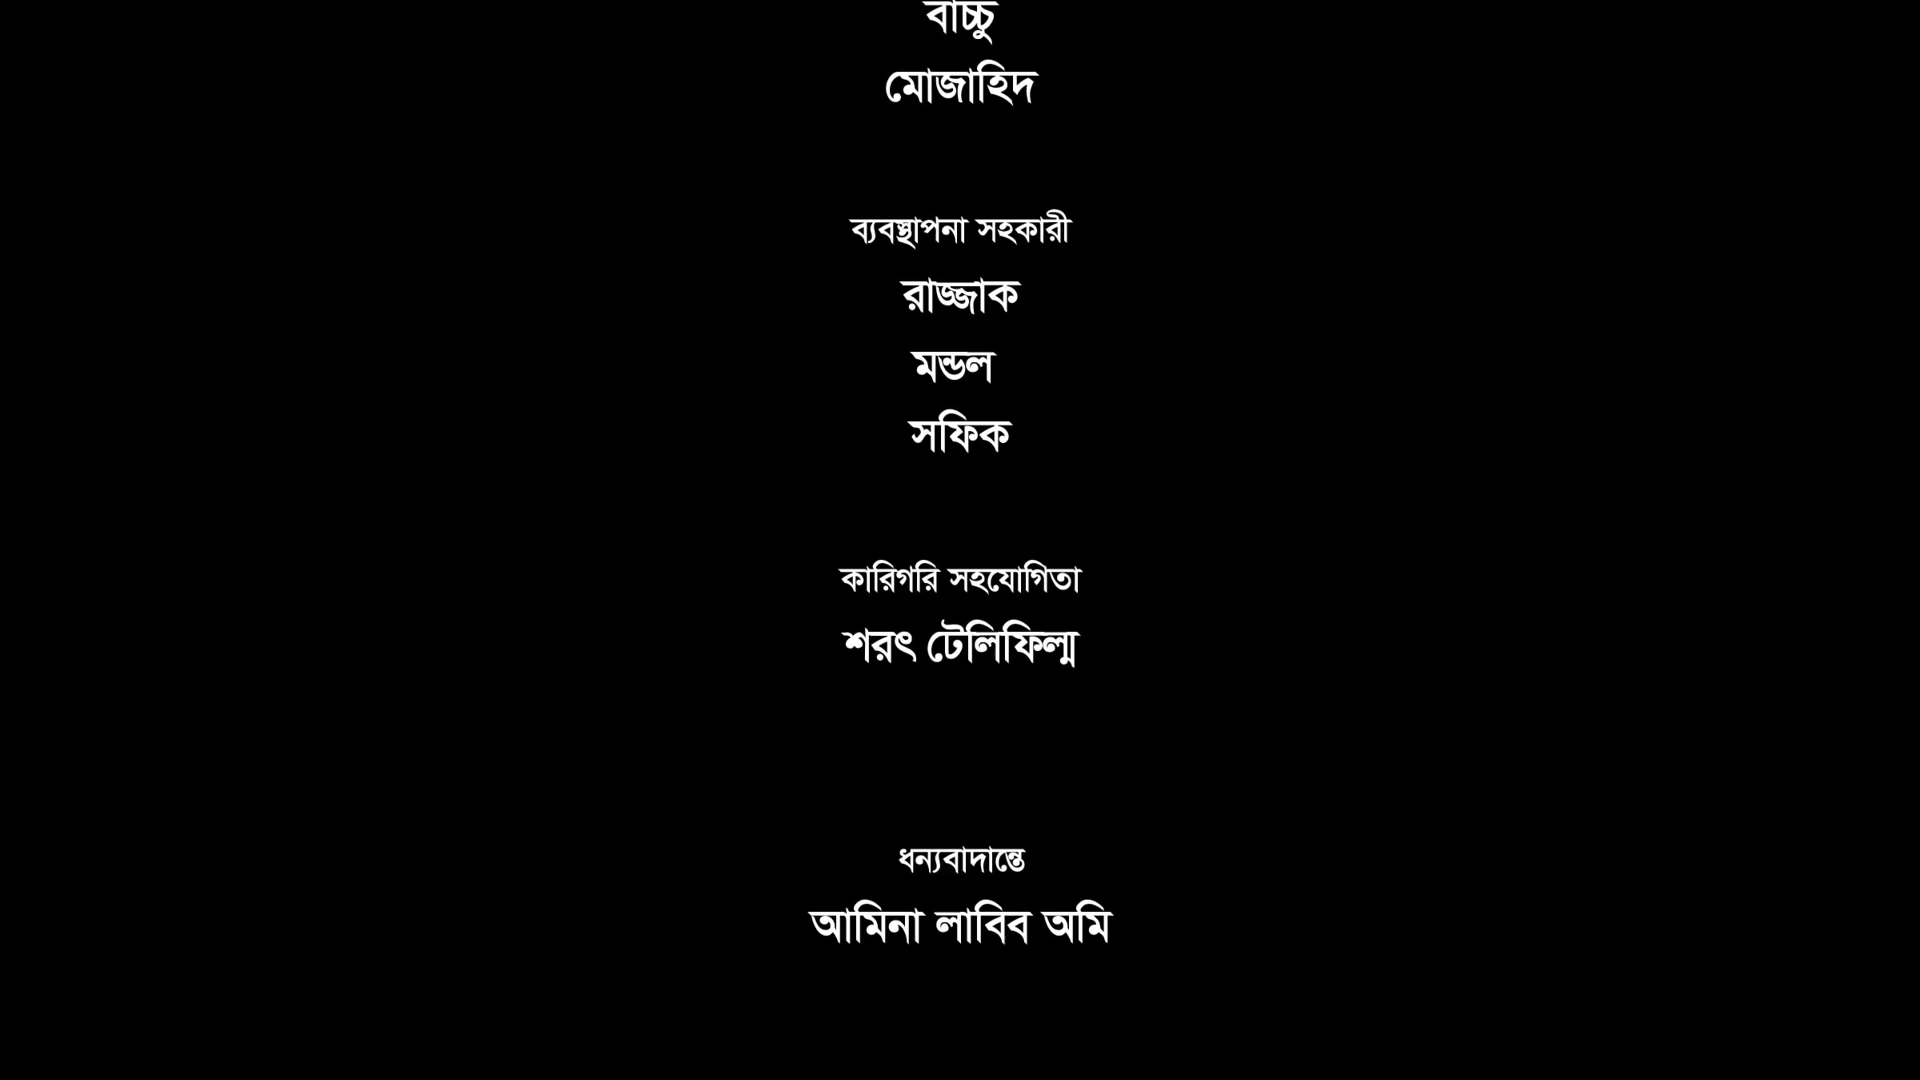 বাচ্চু
মোজাহিদ
ব্যবস্থাপনা সহকারী
রাজ্জাক
মন্ডল
সফিক
কারিগরি সহযোগিতা
শরৎ টেলিফিল্ম
ধন্যবাদান্তে
আমিনা লাবিব অমি